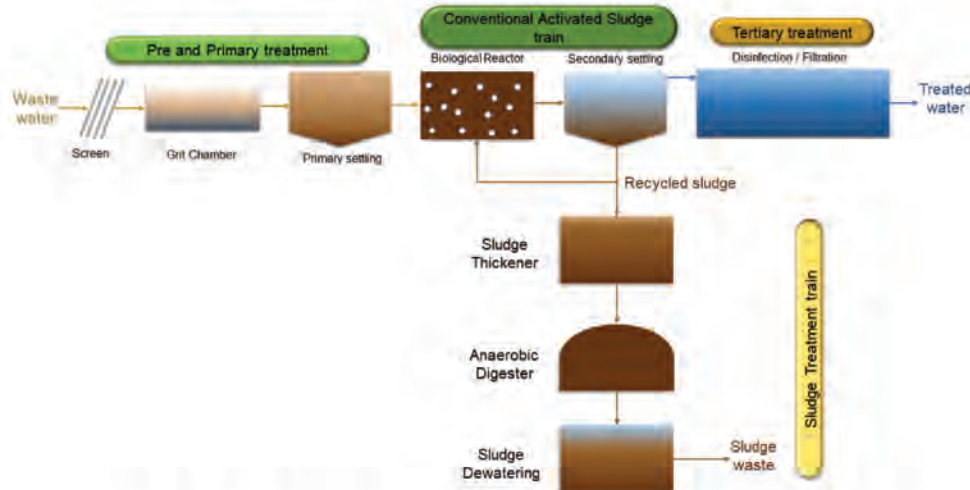 Pre and Primary treatment
Conventional Activated Sludge
train
Tertiary treatment
Biological Reactor
Secondary settling
Disinfection / Filtration
Waste
water
Treated
water
Screen
Grit Chamber
Primary settling
Recycled sludge
Sludge
Thickener
Anaerobic
Digester
Sludge
Dewatering
Sludge
waste
Sludge Treatment train